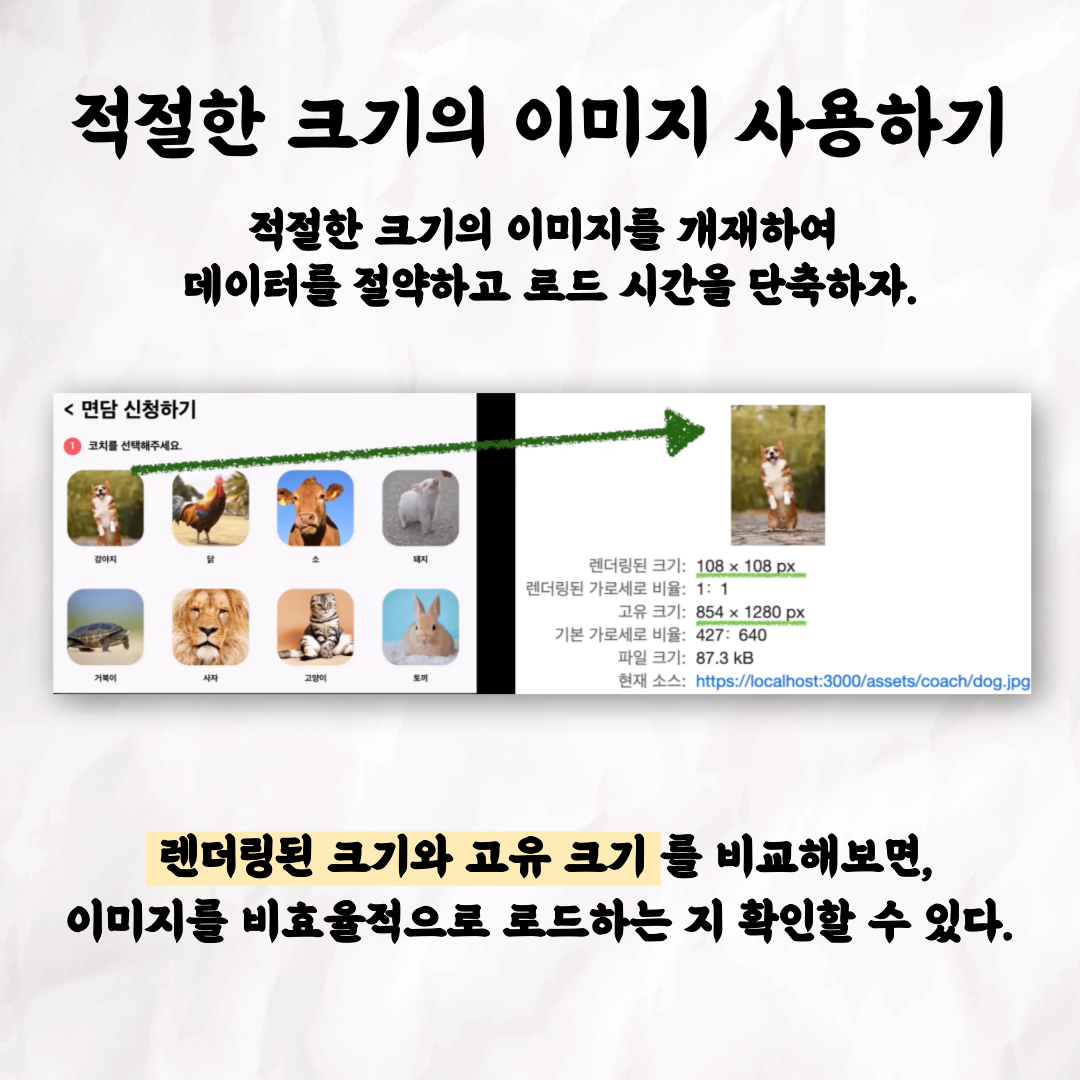 적절한 크기의 이미지 사용하기
적절한 크기의 이미지를 개재하여
데이터를 절약하고 로드 시간을 단축하자.
< 면담 신청하기
1 코치를 선택해주세요.
강아지 닭 소 돼지
거북이 사자 고양이 토끼
렌더링된 크기: 108 × 108 px
렌더링된 가로세로 비율: 1: 1
고유 크기: 854 × 1280 px
기본 가로세로 비율: 427: 640
파일 크기: 87.3 kB
현재 소스: https://localhost:3000/assets/coach/dog.jpg
렌더링된 크기와 고유 크기 를 비교해보면,
이미지를 비효율적으로 로드하는 지 확인할 수 있다.